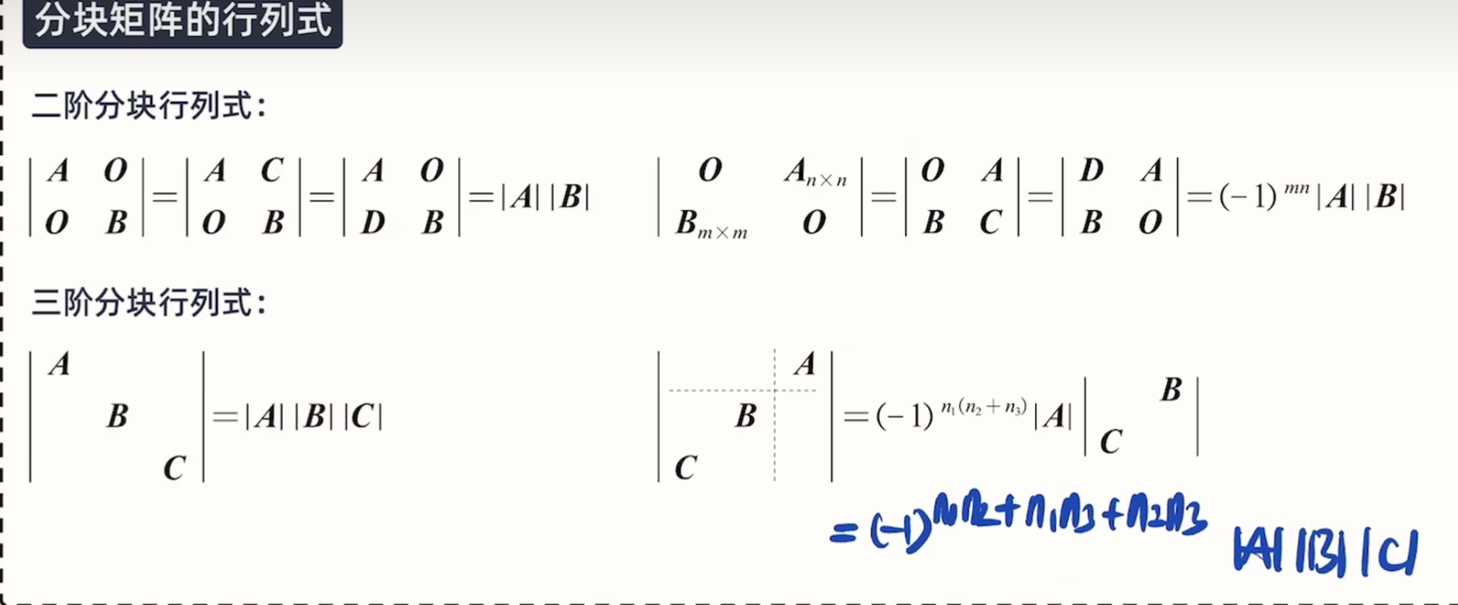 分块矩阵的行列式
二阶分块行列式：
| A O ; O B | = | A C ; O B | = | A O ; D B | = |A| |B|
| O A_{n×n} ; B_{m×m} O | = | O A ; B C | = | D A ; B O | = (−1)^{mn} |A| |B|
三阶分块行列式：
| A ; B ; C | = |A| |B| |C|
| A ; B ; C | = (−1)^{n₁(n₂+n₃)} |A| | B ; C |
= (-1)^{n₁n₂+n₁n₃+n₂n₃} |A| |B| |C|